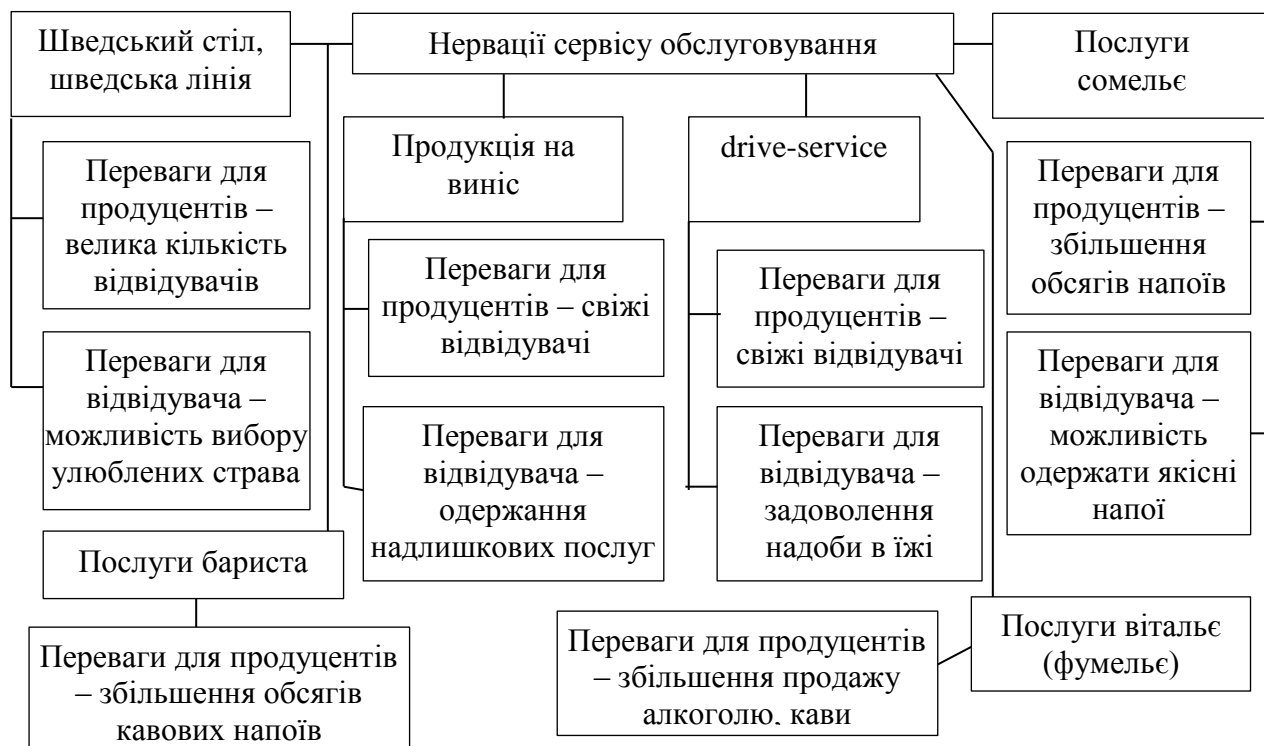 Шведський стіл,
шведська лінія
Нервації сервісу обслуговування
Послуги
сомельє
Продукція на
виніс
drive-service
Переваги для
продуцентів –
велика кількість
відвідувачів
Переваги для
відвідувача –
можливість вибору
улюблених страва
Переваги для
продуцентів – свіжі
відвідувачі
Переваги для
відвідувача –
одержання
надлишкових послуг
Переваги для
продуцентів –
свіжі відвідувачі
Переваги для
відвідувача –
задоволення
надоби в їжі
Переваги для
продуцентів –
збільшення
обсягів напоїв
Переваги для
відвідувача –
можливість
одержати якісні
напої
Послуги бариста
Переваги для продуцентів
– збільшення обсягів
кавових напоїв
Переваги для продуцентів
– збільшення продажу
алкоголю, кави
Послуги вітальє
(фумельє)